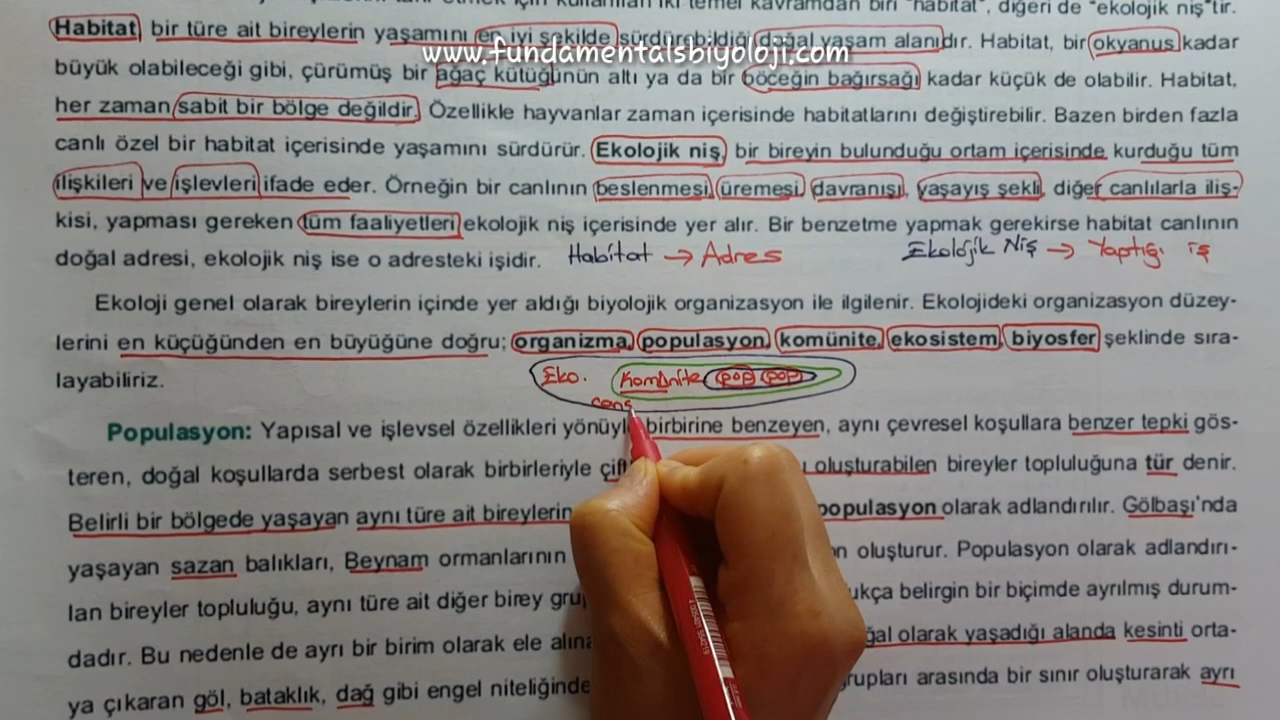 temel kavramdan biri "habitat", diğeri de "ekolojik niş"tir.
www.fundamentalsbiyoloji.com
Habitat, bir türe ait bireylerin yaşamını en iyi şekilde sürdürebildiği doğal yaşam alanıdır. Habitat, bir okyanus kadar
büyük olabileceği gibi, çürümüş bir ağaç kütüğünün altı ya da bir böceğin bağırsağı kadar küçük de olabilir. Habitat,
her zaman sabit bir bölge değildir. Özellikle hayvanlar zaman içerisinde habitatlarını değiştirebilir. Bazen birden fazla
canlı özel bir habitat içerisinde yaşamını sürdürür. Ekolojik niş, bir bireyin bulunduğu ortam içerisinde kurduğu tüm
ilişkileri ve işlevleri ifade eder. Örneğin bir canlının beslenmesi, üremesi, davranışı, yaşayış şekli, diğer canlılarla iliş-
kisi, yapması gereken tüm faaliyetleri ekolojik niş içerisinde yer alır. Bir benzetme yapmak gerekirse habitat canlının
doğal adresi, ekolojik niş ise o adresteki işidir. Habitat → Adres Ekolojik Niş → Yaptığı iş
Ekoloji genel olarak bireylerin içinde yer aldığı biyolojik organizasyon ile ilgilenir. Ekolojideki organizasyon düzey-
lerini en küçüğünden en büyüğüne doğru; organizma, populasyon, komünite, ekosistem, biyosfer şeklinde sıra-
layabiliriz. Eko. Komünite pop pop
cans
Populasyon: Yapısal ve işlevsel özellikleri yönüyle birbirine benzeyen, aynı çevresel koşullara benzer tepki gös-
teren, doğal koşullarda serbest olarak birbirleriyle çift oluşturabilen bireyler topluluğuna tür denir.
Belirli bir bölgede yaşayan aynı türe ait bireylerin populasyon olarak adlandırılır. Gölbaşı'nda
yaşayan sazan balıkları, Beynam ormanlarının oluşturur. Populasyon olarak adlandırı-
lan bireyler topluluğu, aynı türe ait diğer birey belirgin bir biçimde ayrılmış durum-
dadır. Bu nedenle de ayrı bir birim olarak ele olarak yaşadığı alanda kesinti orta-
ya çıkaran göl, bataklık, dağ gibi engel niteliğinde arasında bir sınır oluşturarak ayrı